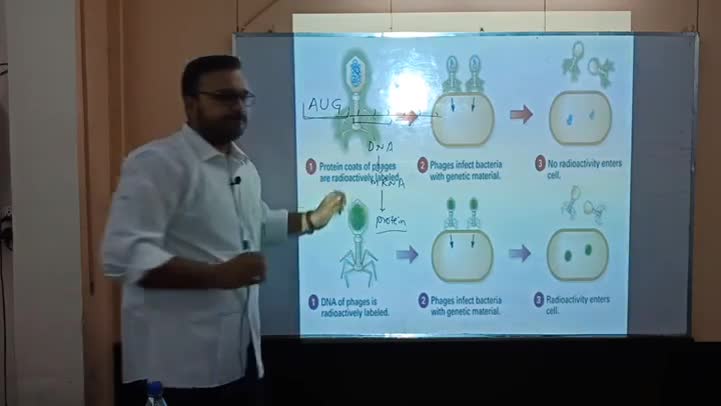 AUG
DNA
1 Protein coats of phages
are radioactively labeled.
mRNA
protein
2 Phages infect bacteria
with genetic material.
3 No radioactivity enters
cell.
1 DNA of phages is
radioactively labeled.
2 Phages infect bacteria
with genetic material.
3 Radioactivity enters
cell.